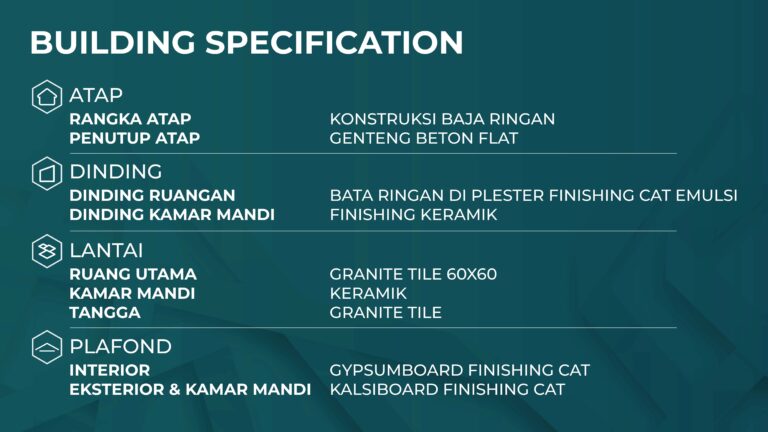 BUILDING SPECIFICATION
ATAP
RANGKA ATAP KONSTRUKSI BAJA RINGAN
PENUTUP ATAP GENTENG BETON FLAT
DINDING
DINDING RUANGAN BATA RINGAN DI PLESTER FINISHING CAT EMULSI
DINDING KAMAR MANDI FINISHING KERAMIK
LANTAI
RUANG UTAMA GRANITE TILE 60X60
KAMAR MANDI KERAMIK
TANGGA GRANITE TILE
PLAFOND
INTERIOR GYPSUMBOARD FINISHING CAT
EKSTERIOR & KAMAR MANDI KALSIBOARD FINISHING CAT